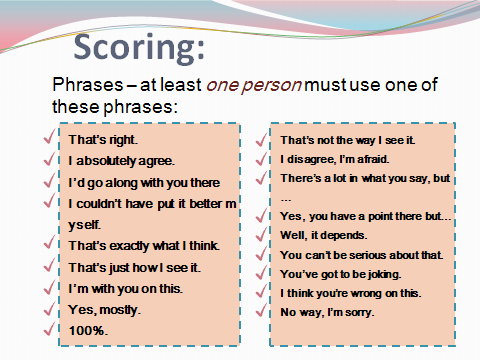 Scoring:
Phrases – at least one person must use one of
these phrases:
That's right.
I absolutely agree.
I'd go along with you there
I couldn't have put it better m
yself.
That's exactly what I think.
That's just how I see it.
I'm with you on this.
Yes, mostly.
100%.
That's not the way I see it.
I disagree, I'm afraid.
There's a lot in what you say, but
…
Yes, you have a point there but…
Well, it depends.
You can't be serious about that.
You've got to be joking.
I think you're wrong on this.
No way, I'm sorry.